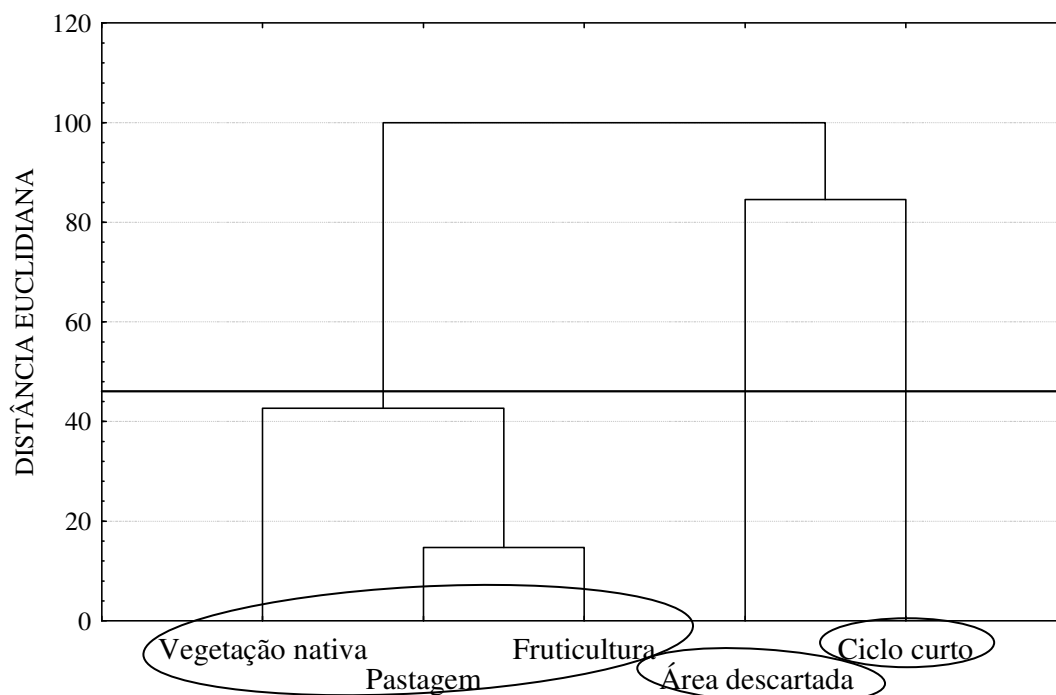 120
100
80
60
40
20
0
DISTÂNCIA EUCLIDIANA
Vegetação nativa
Fruticultura
Ciclo curto
Pastagem
Área descartada